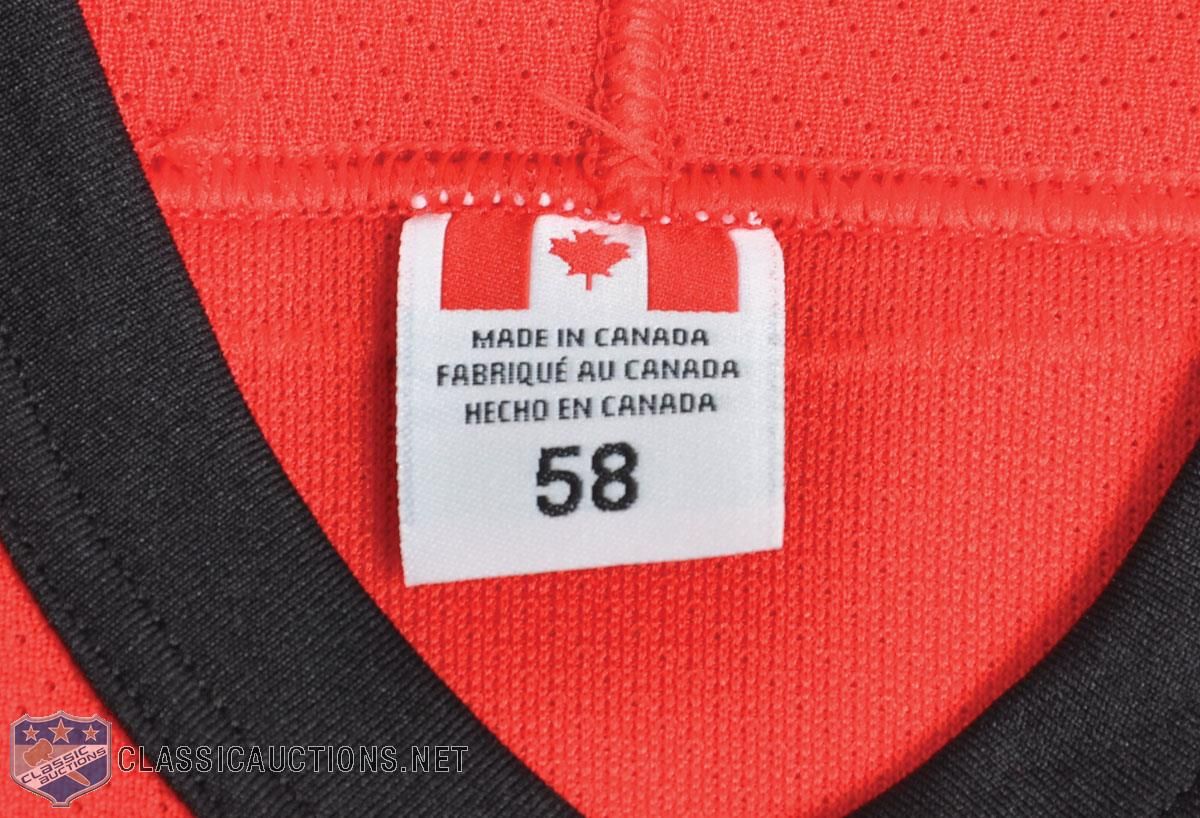 MADE IN CANADA
FABRIQUÉ AU CANADA
HECHO EN CANADA
58
CLASSIC
AUCTIONS
CLASSICAUCTIONS.NET